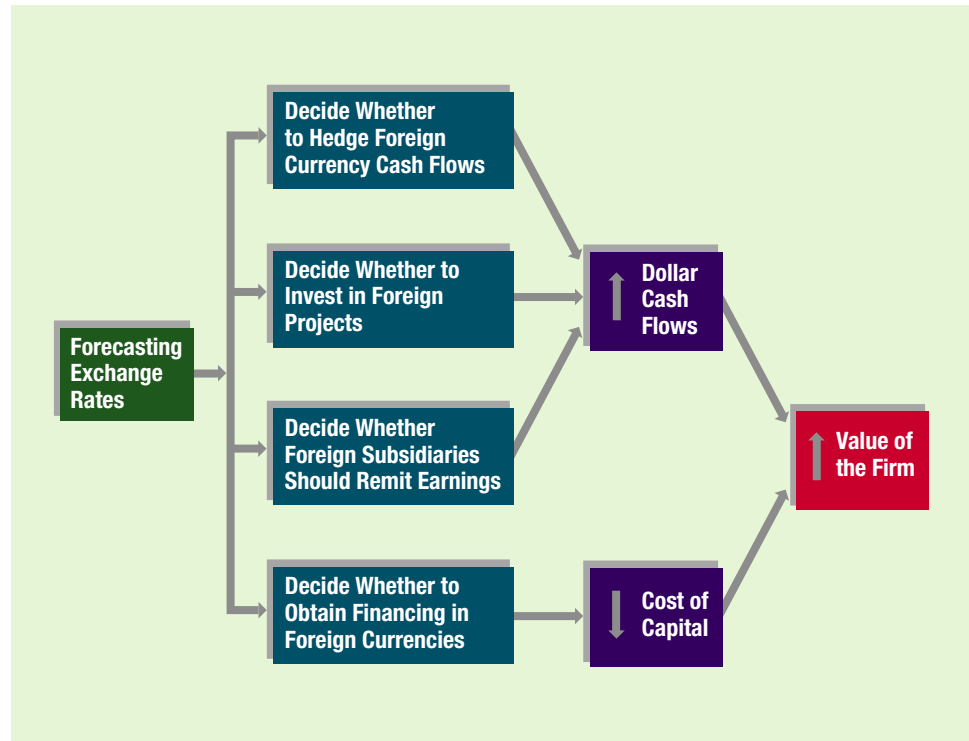 Forecasting
Exchange
Rates
Decide Whether
to Hedge Foreign
Currency Cash Flows
Decide Whether to
Invest in Foreign
Projects
Decide Whether
Foreign Subsidiaries
Should Remit Earnings
Decide Whether to
Obtain Financing in
Foreign Currencies
Dollar
Cash
Flows
Cost of
Capital
Value of
the Firm